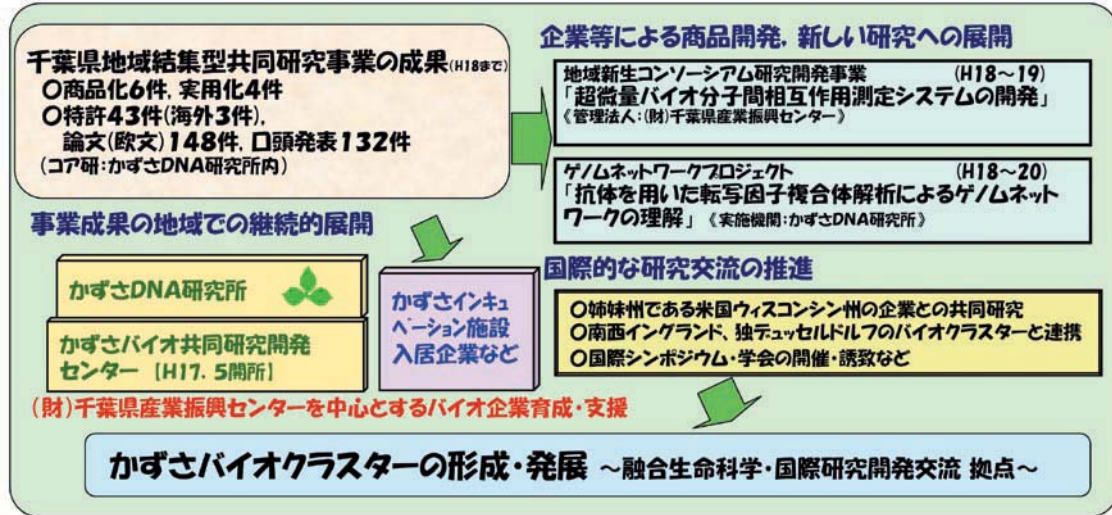 千葉県地域結集型共同研究事業の成果(H18まで)
○商品化6件, 実用化4件
○特許43件(海外3件),
論文(欧文)148件, 口頭発表132件
(コア研:かずさDNA研究所内)
企業等による商品開発, 新しい研究への展開
地域新生コンソーシアム研究開発事業 (H18~19)
「超微量バイオ分子間相互作用測定システムの開発」
《管理法人:(財)千葉県産業振興センター》
ゲノムネットワークプロジェクト (H18~20)
「抗体を用いた転写因子複合体解析によるゲノムネット
ワークの理解」《実施機関:かずさDNA研究所》
事業成果の地域での継続的展開
かずさDNA研究所
かずさバイオ共同研究開発
センター【H17. 5開所】
かずさインキュ
ベーション施設
入居企業など
国際的な研究交流の推進
○姉妹州である米国ウィスコンシン州の企業との共同研究
○南西イングランド、独デュッセルドルフのバイオクラスターと連携
○国際シンポジウム・学会の開催・誘致など
(財)千葉県産業振興センターを中心とするバイオ企業育成・支援
かずさバイオクラスターの形成・発展 ~融合生命科学・国際研究開発交流 拠点~